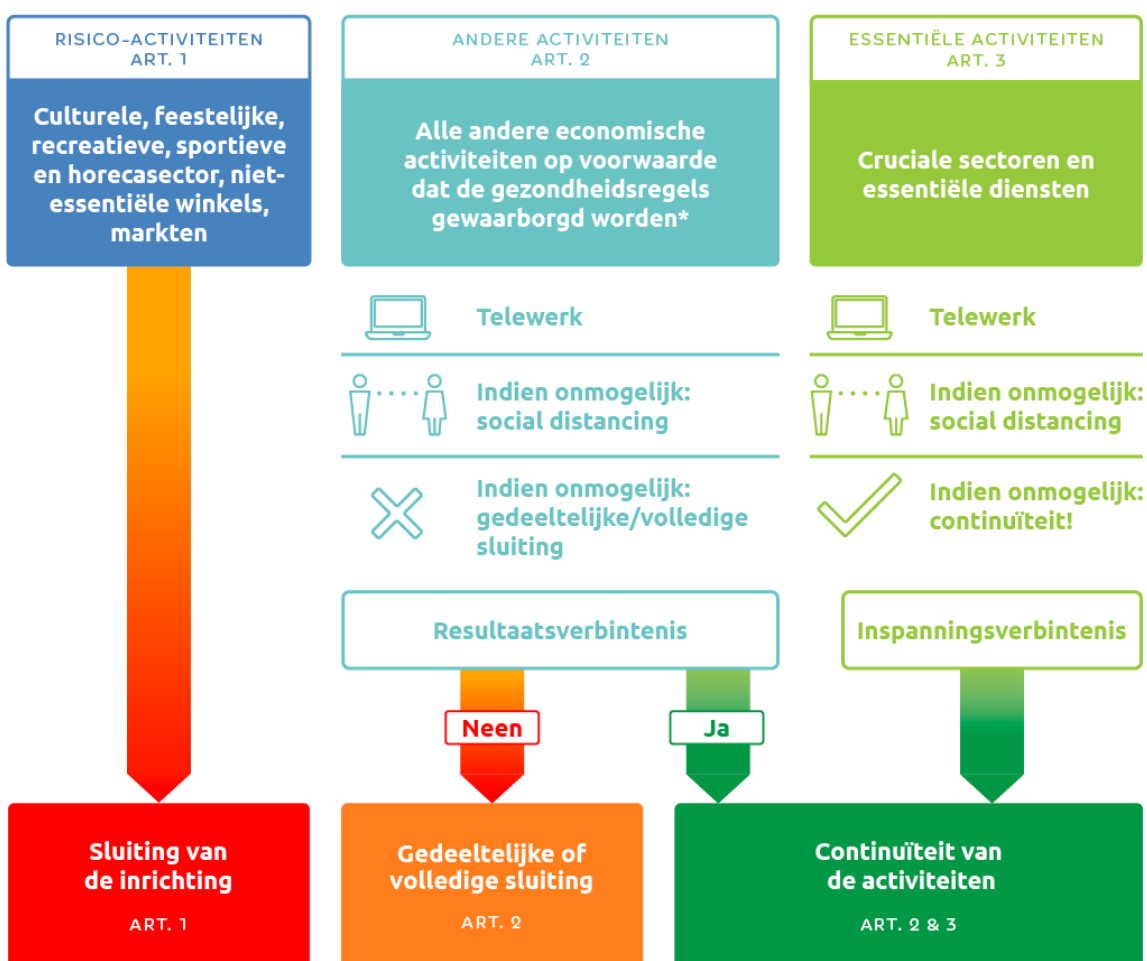 RISICO-ACTIVITEITEN
ART. 1
Culturele, feestelijke,
recreatieve, sportieve
en horecasector, niet-
essentiële winkels,
markten
ANDERE ACTIVITEITEN
ART. 2
Alle andere economische
activiteiten op voorwaarde
dat de gezondheidsregels
gewaarborgd worden*
ESSENTIËLE ACTIVITEITEN
ART. 3
Cruciale sectoren en
essentiële diensten
Telewerk
Indien onmogelijk:
social distancing
Indien onmogelijk:
gedeeltelijke/volledige
sluiting
Telewerk
Indien onmogelijk:
social distancing
Indien onmogelijk:
continuïteit!
Resultaatsverbintenis
Inspanningsverbintenis
Neen
Ja
Sluiting van
de inrichting
ART. 1
Gedeeltelijke of
volledige sluiting
ART. 2
Continuïteit van
de activiteiten
ART. 2 & 3